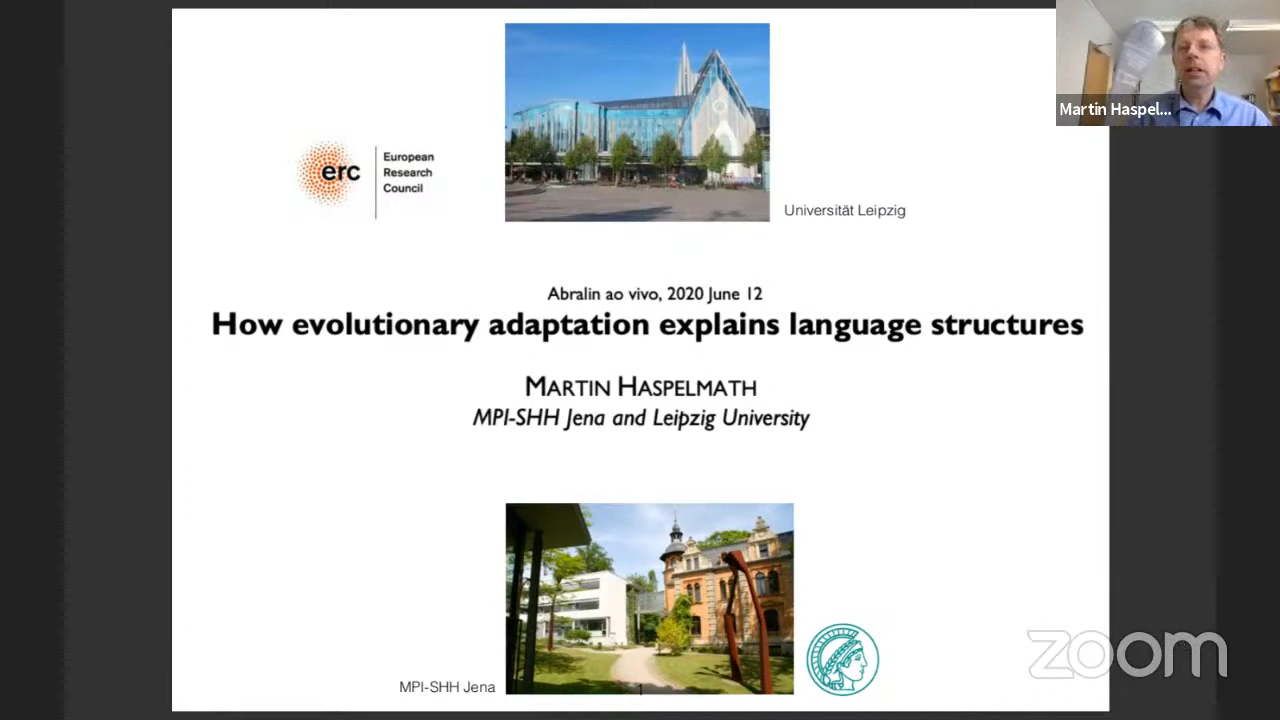 Martin Haspel...
erc
European
Research
Council
Universität Leipzig
Abralin ao vivo, 2020 June 12
How evolutionary adaptation explains language structures
MARTIN HASPELMATH
MPI-SHH Jena and Leipzig University
MPI-SHH Jena
1
zoom